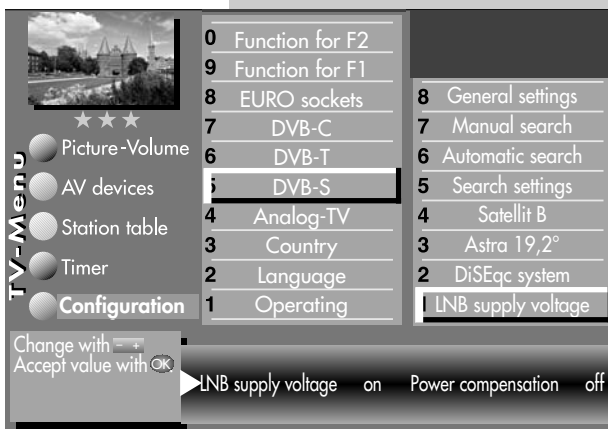 TV-Menu
Picture-Volume
AV devices
Station table
Timer
Configuration
0 Function for F2
9 Function for F1
8 EURO sockets
7 DVB-C
6 DVB-T
5 DVB-S
4 Analog-TV
3 Country
2 Language
1 Operating
8 General settings
7 Manual search
6 Automatic search
5 Search settings
4 Satellit B
3 Astra 19,2°
2 DiSEqc system
1 LNB supply voltage
Change with - +
Accept value with OK
LNB supply voltage on Power compensation off